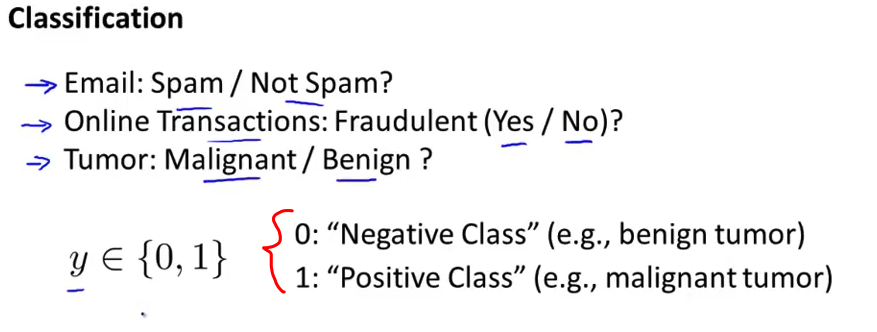 Classification
Email: Spam / Not Spam?
Online Transactions: Fraudulent (Yes / No)?
Tumor: Malignant / Benign ?
y ∈ {0, 1}
0: “Negative Class” (e.g., benign tumor)
1: “Positive Class” (e.g., malignant tumor)